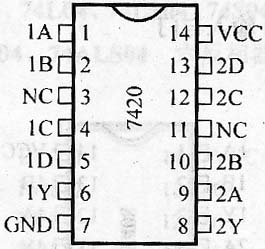 1A 1 14 VCC
1B 2 13 2D
NC 3 12 2C
1C 4 11 NC
1D 5 10 2B
1Y 6 9 2A
GND 7 8 2Y
7420